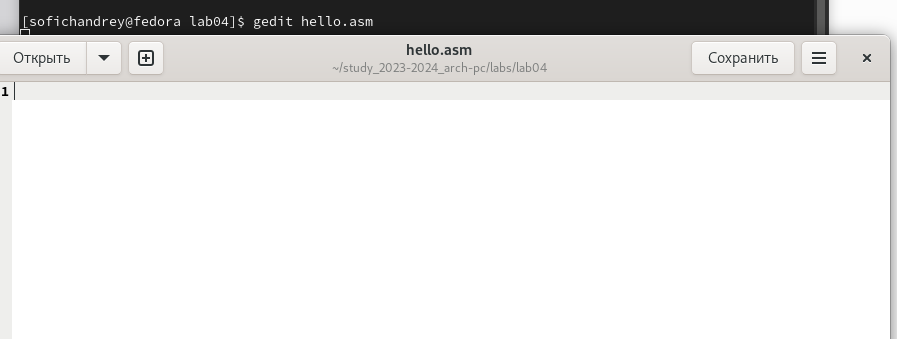 [sofichandrey@fedora lab04]$ gedit hello.asm
Открыть
hello.asm
~/study_2023-2024_arch-pc/labs/lab04
Сохранить
1